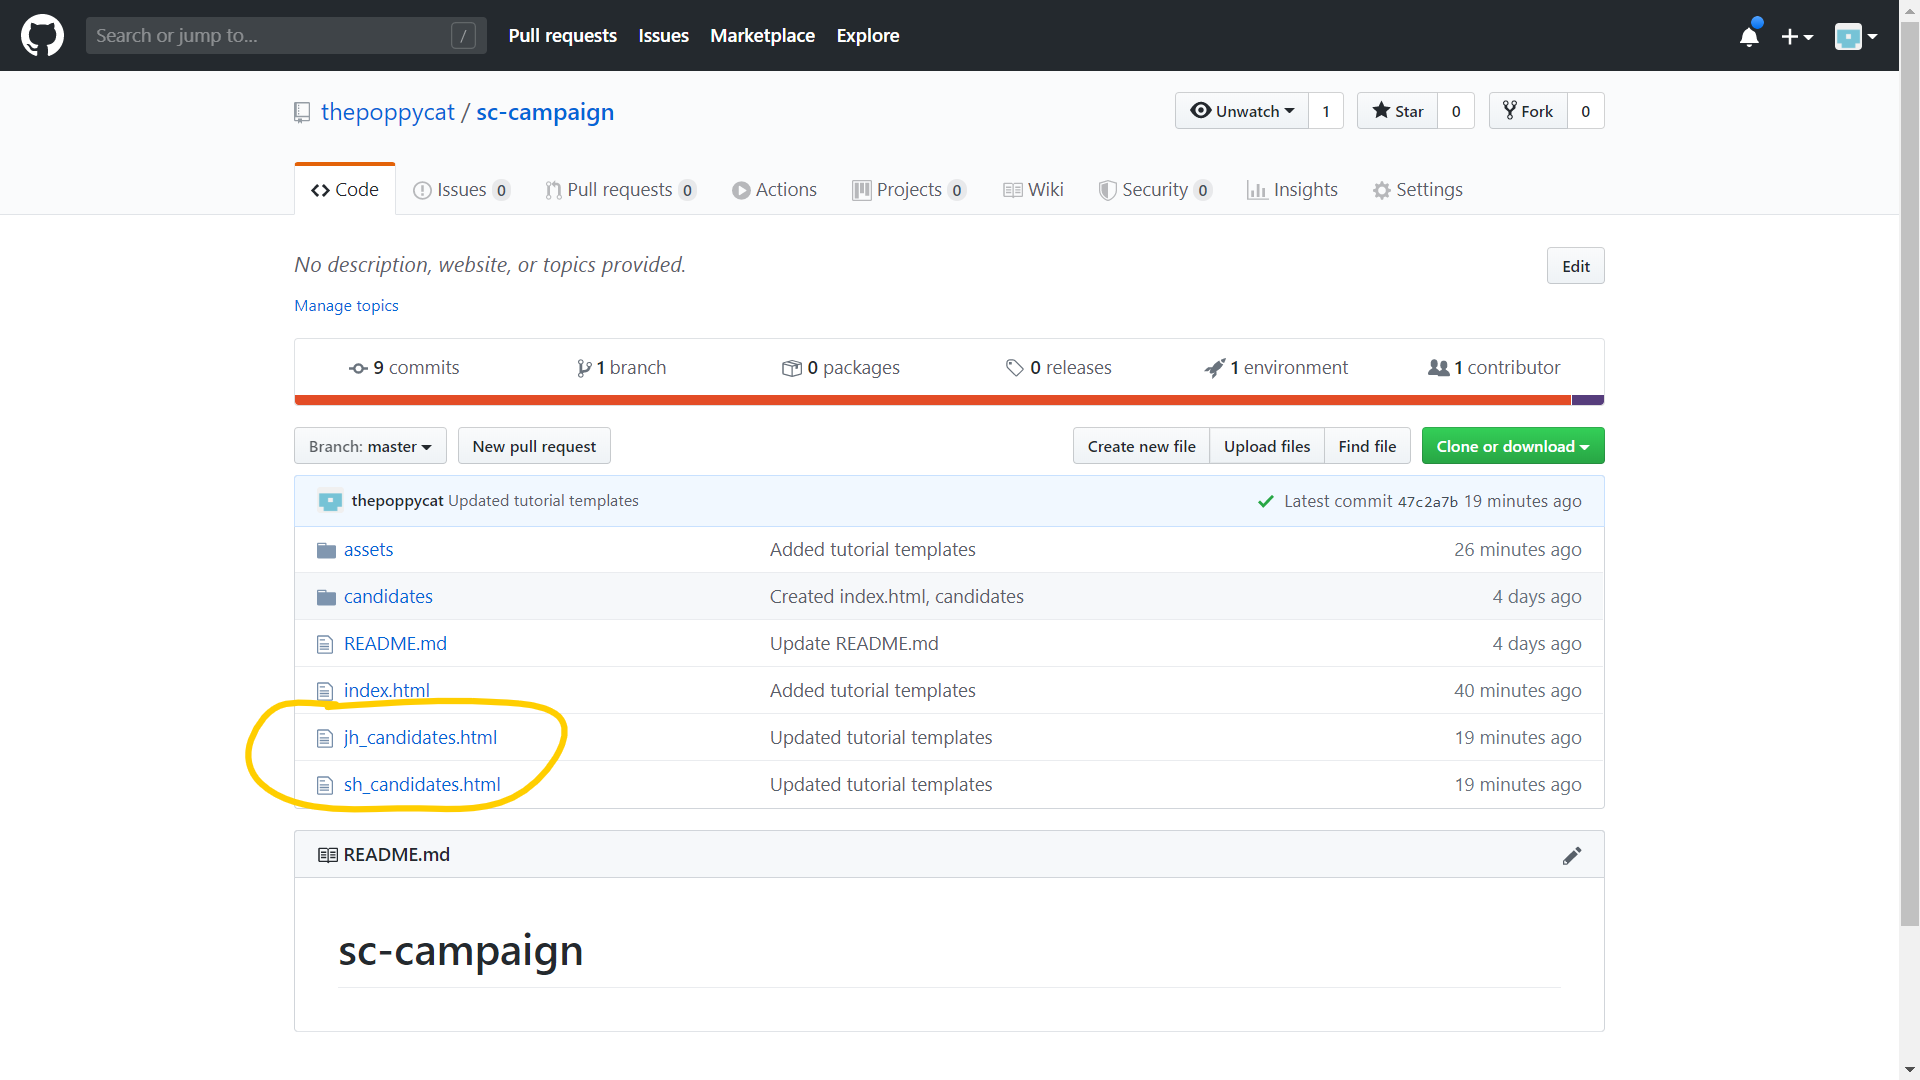 Search or jump to... / Pull requests Issues Marketplace Explore
thepoppycat / sc-campaign Unwatch 1 Star 0 Fork 0
Code Issues 0 Pull requests 0 Actions Projects 0 Wiki Security 0 Insights Settings
No description, website, or topics provided. Edit
Manage topics
9 commits 1 branch 0 packages 0 releases 1 environment 1 contributor
Branch: master New pull request Create new file Upload files Find file Clone or download
thepoppycat Updated tutorial templates Latest commit 47c2a7b 19 minutes ago
assets Added tutorial templates 26 minutes ago
candidates Created index.html, candidates 4 days ago
README.md Update README.md 4 days ago
index.html Added tutorial templates 40 minutes ago
jh_candidates.html Updated tutorial templates 19 minutes ago
sh_candidates.html Updated tutorial templates 19 minutes ago
README.md
sc-campaign